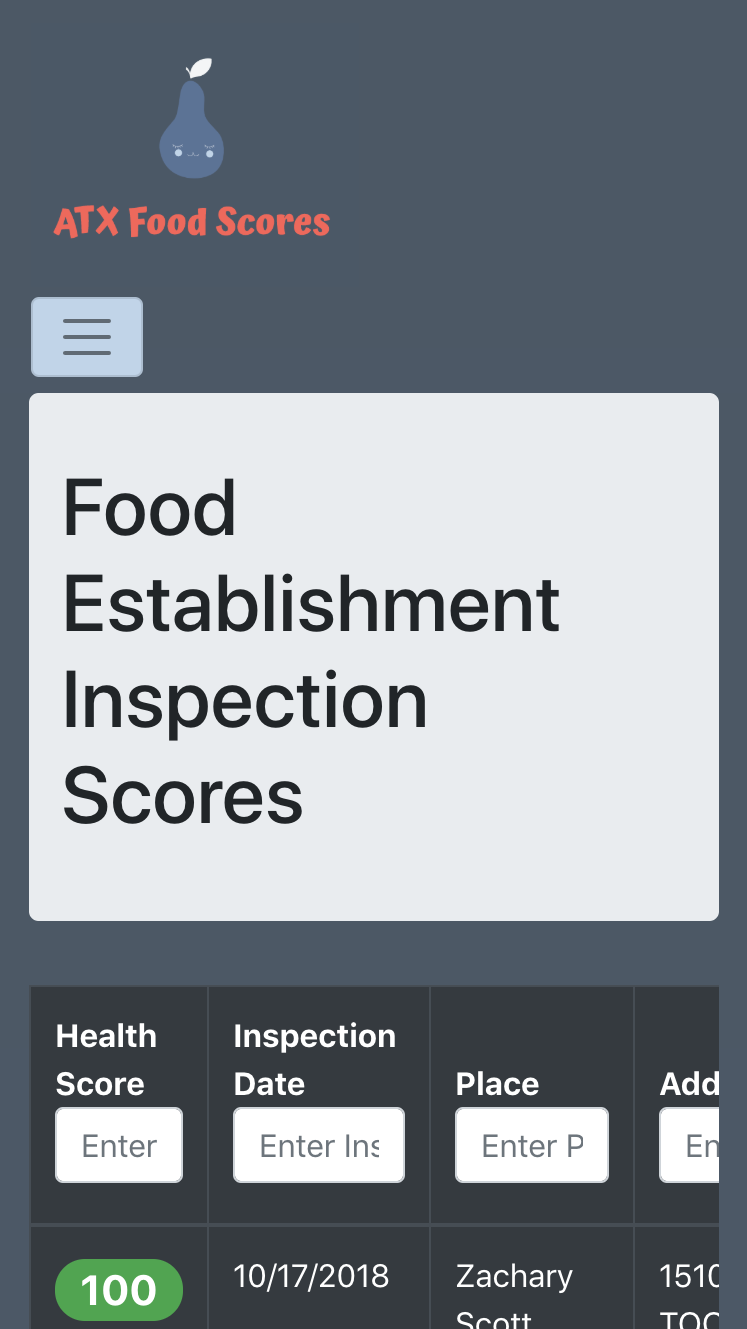 ATX Food Scores
Food
Establishment
Inspection
Scores
Health Score
Inspection Date
Place
Add
Enter
Enter Ins
Enter P
En
100
10/17/2018
Zachary
1510
Scott
TOC